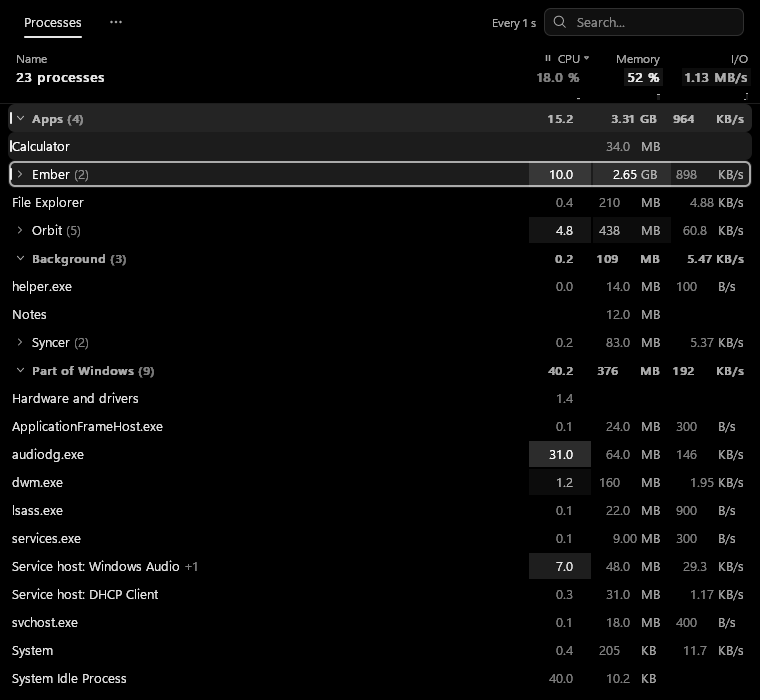 Processes ...
Every 1 s Search...
Name CPU Memory I/O
23 processes 18.0 % 52 % 1.13 MB/s
Apps (4) 15.2 3.31 GB 964 KB/s
Calculator 34.0 MB
Ember (2) 10.0 2.65 GB 898 KB/s
File Explorer 0.4 210 MB 4.88 KB/s
Orbit (5) 4.8 438 MB 60.8 KB/s
Background (3) 0.2 109 MB 5.47 KB/s
helper.exe 0.0 14.0 MB 100 B/s
Notes 12.0 MB
Syncer (2) 0.2 83.0 MB 5.37 KB/s
Part of Windows (9) 40.2 376 MB 192 KB/s
Hardware and drivers 1.4
ApplicationFrameHost.exe 0.1 24.0 MB 300 B/s
audiodg.exe 31.0 64.0 MB 146 KB/s
dwm.exe 1.2 160 MB 1.95 KB/s
lsass.exe 0.1 22.0 MB 900 B/s
services.exe 0.1 9.00 MB 300 B/s
Service host: Windows Audio +1 7.0 48.0 MB 29.3 KB/s
Service host: DHCP Client 0.3 31.0 MB 1.17 KB/s
svchost.exe 0.1 18.0 MB 400 B/s
System 0.4 205 KB 11.7 KB/s
System Idle Process 40.0 10.2 KB